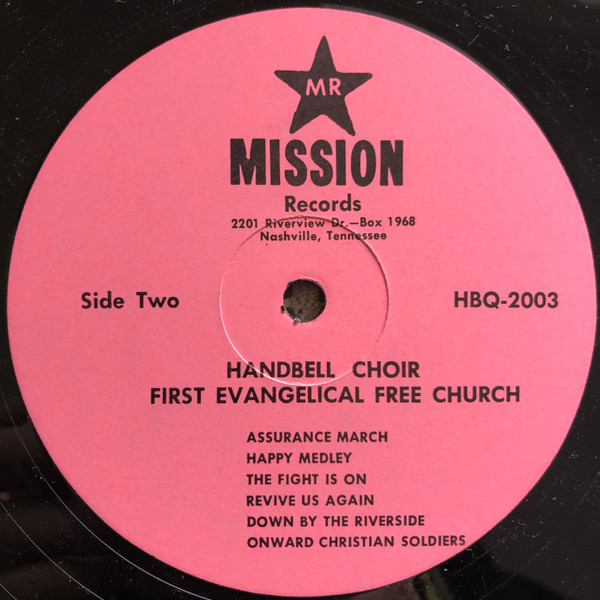 MR
MISSION
Records
2201 Riverview Dr.—Box 1968
Nashville, Tennessee
Side Two
HBQ-2003
HANDBELL CHOIR
FIRST EVANGELICAL FREE CHURCH
ASSURANCE MARCH
HAPPY MEDLEY
THE FIGHT IS ON
REVIVE US AGAIN
DOWN BY THE RIVERSIDE
ONWARD CHRISTIAN SOLDIERS